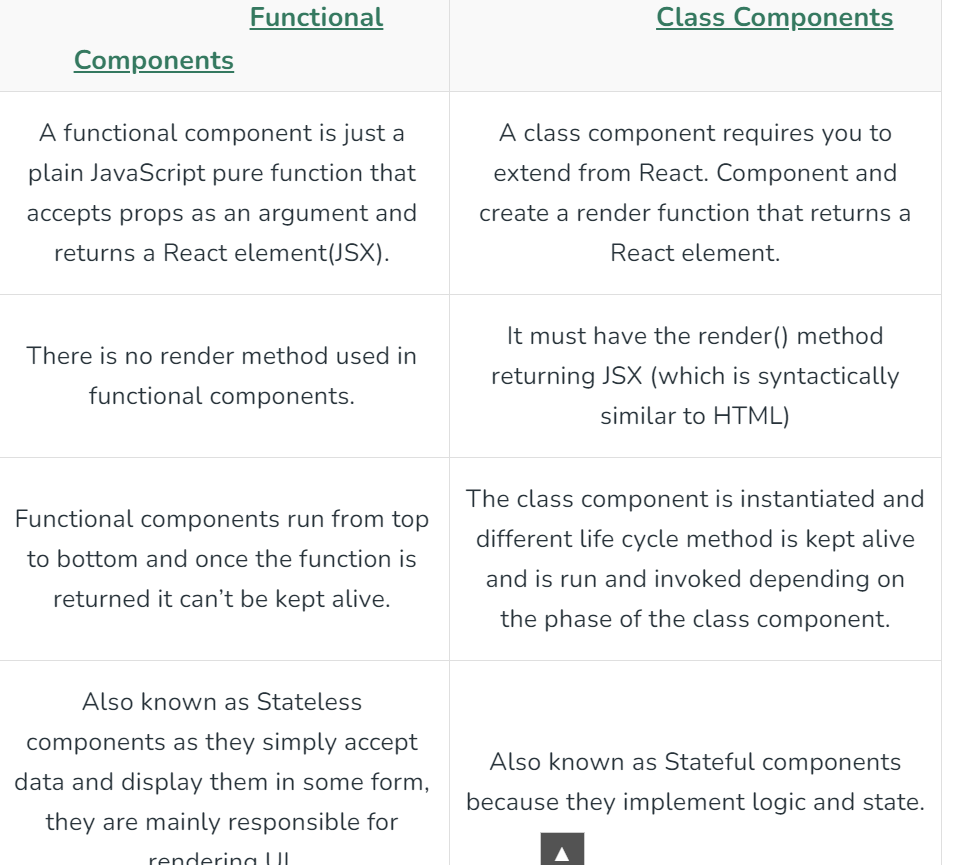 Functional
Components
Class Components
A functional component is just a
plain JavaScript pure function that
accepts props as an argument and
returns a React element(JSX).
A class component requires you to
extend from React. Component and
create a render function that returns a
React element.
There is no render method used in
functional components.
It must have the render() method
returning JSX (which is syntactically
similar to HTML)
Functional components run from top
to bottom and once the function is
returned it can’t be kept alive.
The class component is instantiated and
different life cycle method is kept alive
and is run and invoked depending on
the phase of the class component.
Also known as Stateless
components as they simply accept
data and display them in some form,
they are mainly responsible for
rendering UI.
Also known as Stateful components
because they implement logic and state.